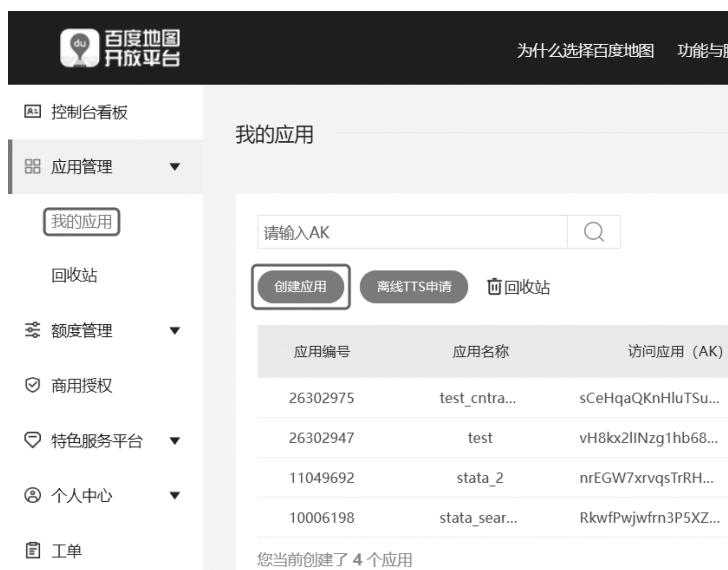 百度地图
开放平台
为什么选择百度地图 功能与
控制台看板
应用管理
我的应用
回收站
额度管理
商用授权
特色服务平台
个人中心
工单
我的应用
请输入AK
创建应用 离线TTS申请 回收站
应用编号 应用名称 访问应用（AK）
26302975 test_cntra... sCeHqaQKnHluTSu...
26302947 test vH8kx2lINzg1hb68...
11049692 stata_2 nrEGW7xrvqsTrRH...
10006198 stata_sear... RkwfPwjwfrn3P5XZ...
您当前创建了 4 个应用